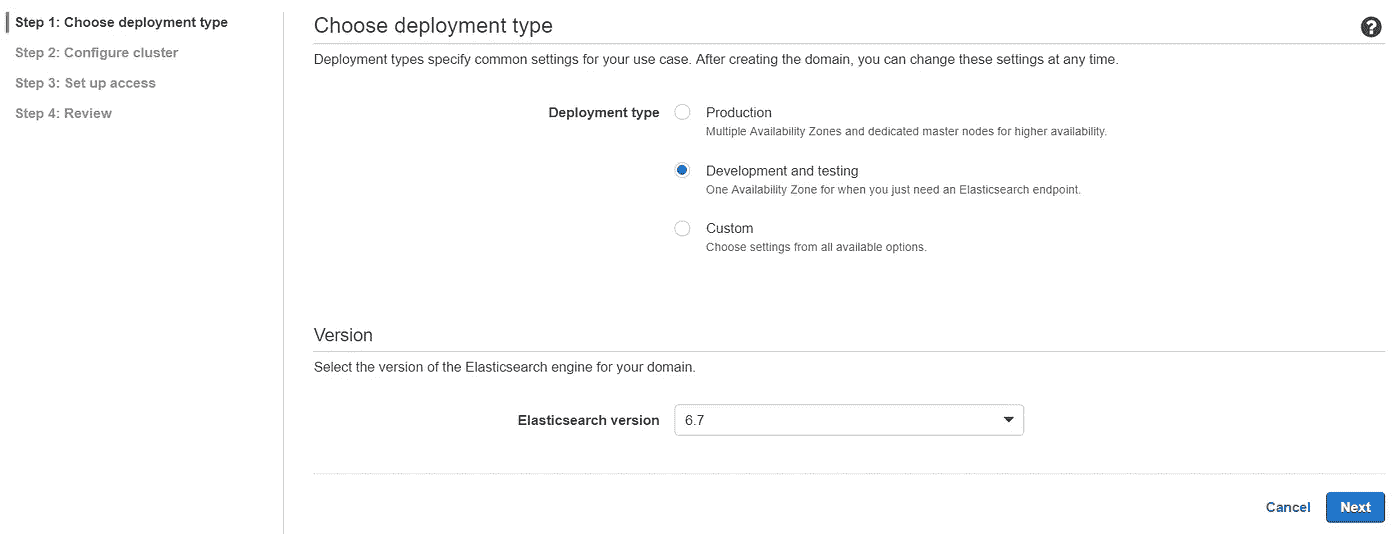 Step 1: Choose deployment type
Step 2: Configure cluster
Step 3: Set up access
Step 4: Review
Choose deployment type
?
Deployment types specify common settings for your use case. After creating the domain, you can change these settings at any time.
Deployment type
Production
Multiple Availability Zones and dedicated master nodes for higher availability.
Development and testing
One Availability Zone for when you just need an Elasticsearch endpoint.
Custom
Choose settings from all available options.
Version
Select the version of the Elasticsearch engine for your domain.
Elasticsearch version 6.7
Cancel Next